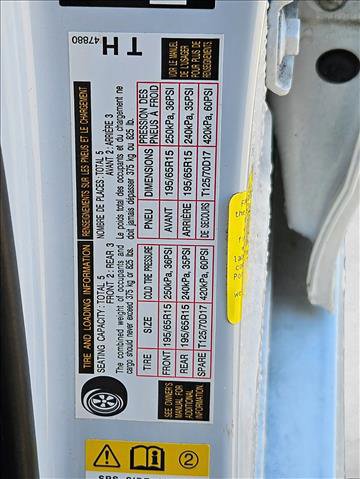 TIRE AND LOADING INFORMATION
RENSEIGNEMENTS SUR LES PNEUS ET LE CHARGEMENT
SEATING CAPACITY: TOTAL 5
FRONT 2 : REAR 3
NOMBRE DE PLACES: TOTAL 5
AVANT 2 : ARRIÈRE 3
The combined weight of occupants and
cargo should never exceed 375 kg or 825 lbs.
Le poids total des occupants et du chargement ne
doit jamais dépasser 375 kg ou 825 lb.
TIRE SIZE COLD TIRE PRESSURE
FRONT 195/65R15 250kPa, 36PSI
REAR 195/65R15 240kPa, 35PSI
SPARE T125/70D17 420kPa, 60PSI
PNEU DIMENSIONS PRESSION DES
PNEUS À FROID
AVANT 195/65R15 250kPa, 36PSI
ARRIÈRE 195/65R15 240kPa, 35PSI
DE SECOURS T125/70D17 420kPa, 60PSI
SEE OWNER'S
MANUAL FOR
ADDITIONAL
INFORMATION
VOIR LE MANUEL
DE L'USAGER
POUR PLUS DE
RENSEIGNEMENTS
TH
47880
2